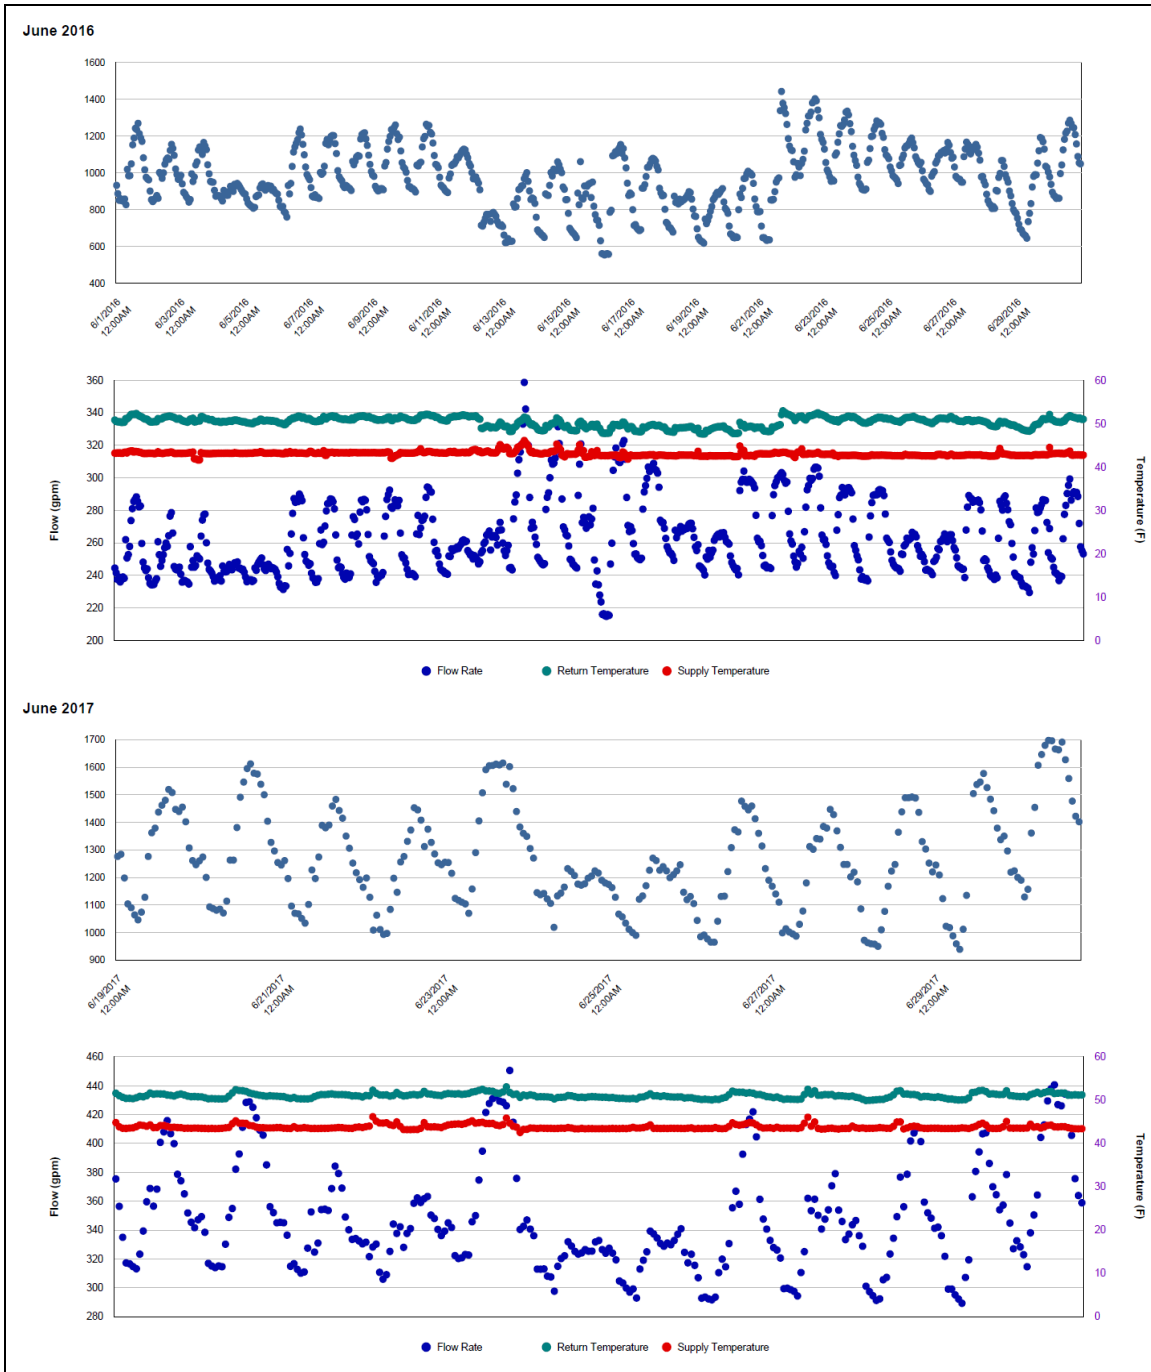 June 2016
1600
1400
1200
1000
800
600
400
6/1/2016 12:00AM
6/3/2016 12:00AM
6/5/2016 12:00AM
6/7/2016 12:00AM
6/9/2016 12:00AM
6/11/2016 12:00AM
6/13/2016 12:00AM
6/15/2016 12:00AM
6/17/2016 12:00AM
6/19/2016 12:00AM
6/21/2016 12:00AM
6/23/2016 12:00AM
6/25/2016 12:00AM
6/27/2016 12:00AM
6/29/2016 12:00AM
Flow (gpm)
360
340
320
300
280
260
240
220
200
60
50
40
30
20
10
0
Temperature (F)
Flow Rate Return Temperature Supply Temperature
June 2017
1700
1600
1500
1400
1300
1200
1100
1000
900
6/19/2017 12:00AM
6/21/2017 12:00AM
6/23/2017 12:00AM
6/25/2017 12:00AM
6/27/2017 12:00AM
6/29/2017 12:00AM
Flow (gpm)
460
440
420
400
380
360
340
320
300
280
60
50
40
30
20
10
0
Temperature (F)
Flow Rate Return Temperature Supply Temperature